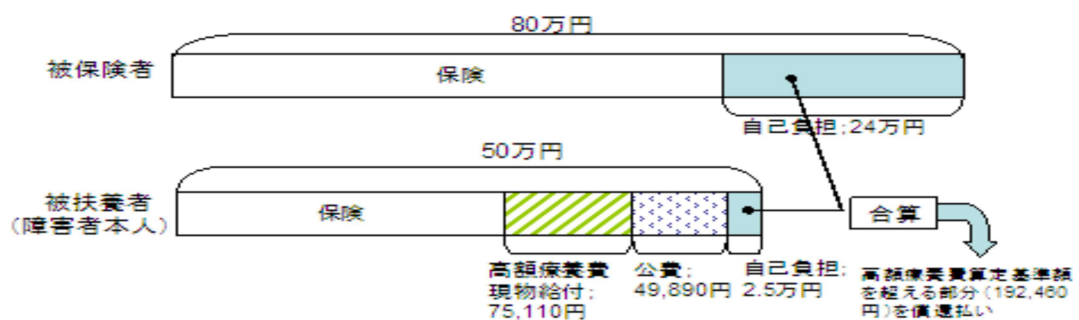 80万円
被保険者
保険
自己負担;24万円
50万円
被扶養者
(障害者本人)
保険
合算
高額療養費
現物給付;
75,110円
公費;
49,890円
自己負担;
2.5万円
高額療養費算定基準額
を超える部分(192,460
円)を償還払い